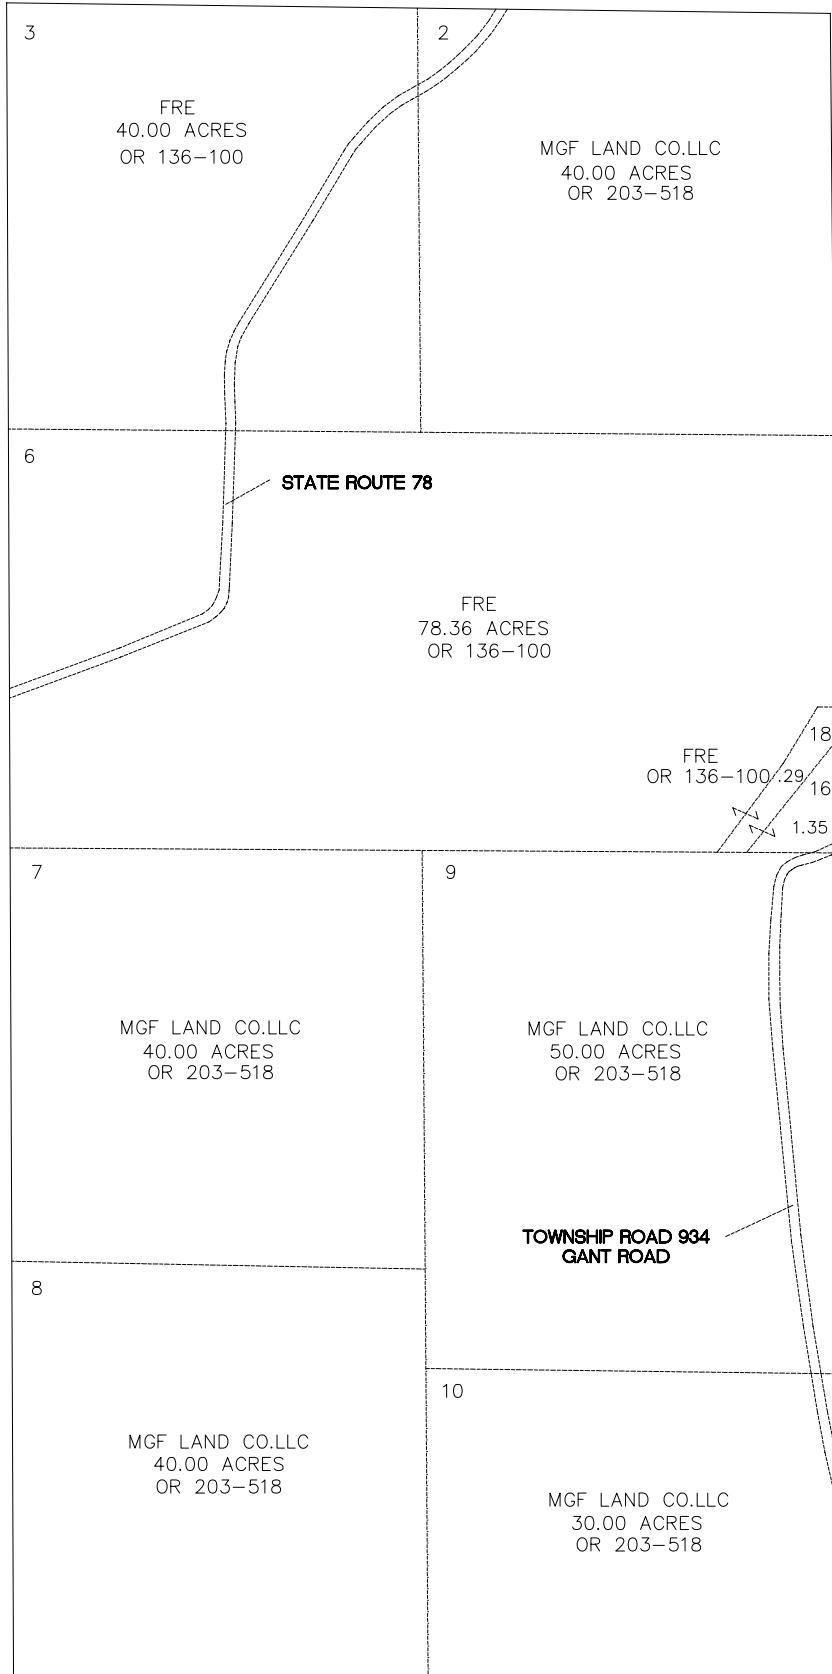 3
2
FRE
40.00 ACRES
OR 136-100
MGF LAND CO.LLC
40.00 ACRES
OR 203-518
6
STATE ROUTE 78
FRE
78.36 ACRES
OR 136-100
18
FRE
OR 136-100 .29
16
1.35
7
9
MGF LAND CO.LLC
40.00 ACRES
OR 203-518
MGF LAND CO.LLC
50.00 ACRES
OR 203-518
TOWNSHIP ROAD 934
GANT ROAD
8
10
MGF LAND CO.LLC
40.00 ACRES
OR 203-518
MGF LAND CO.LLC
30.00 ACRES
OR 203-518